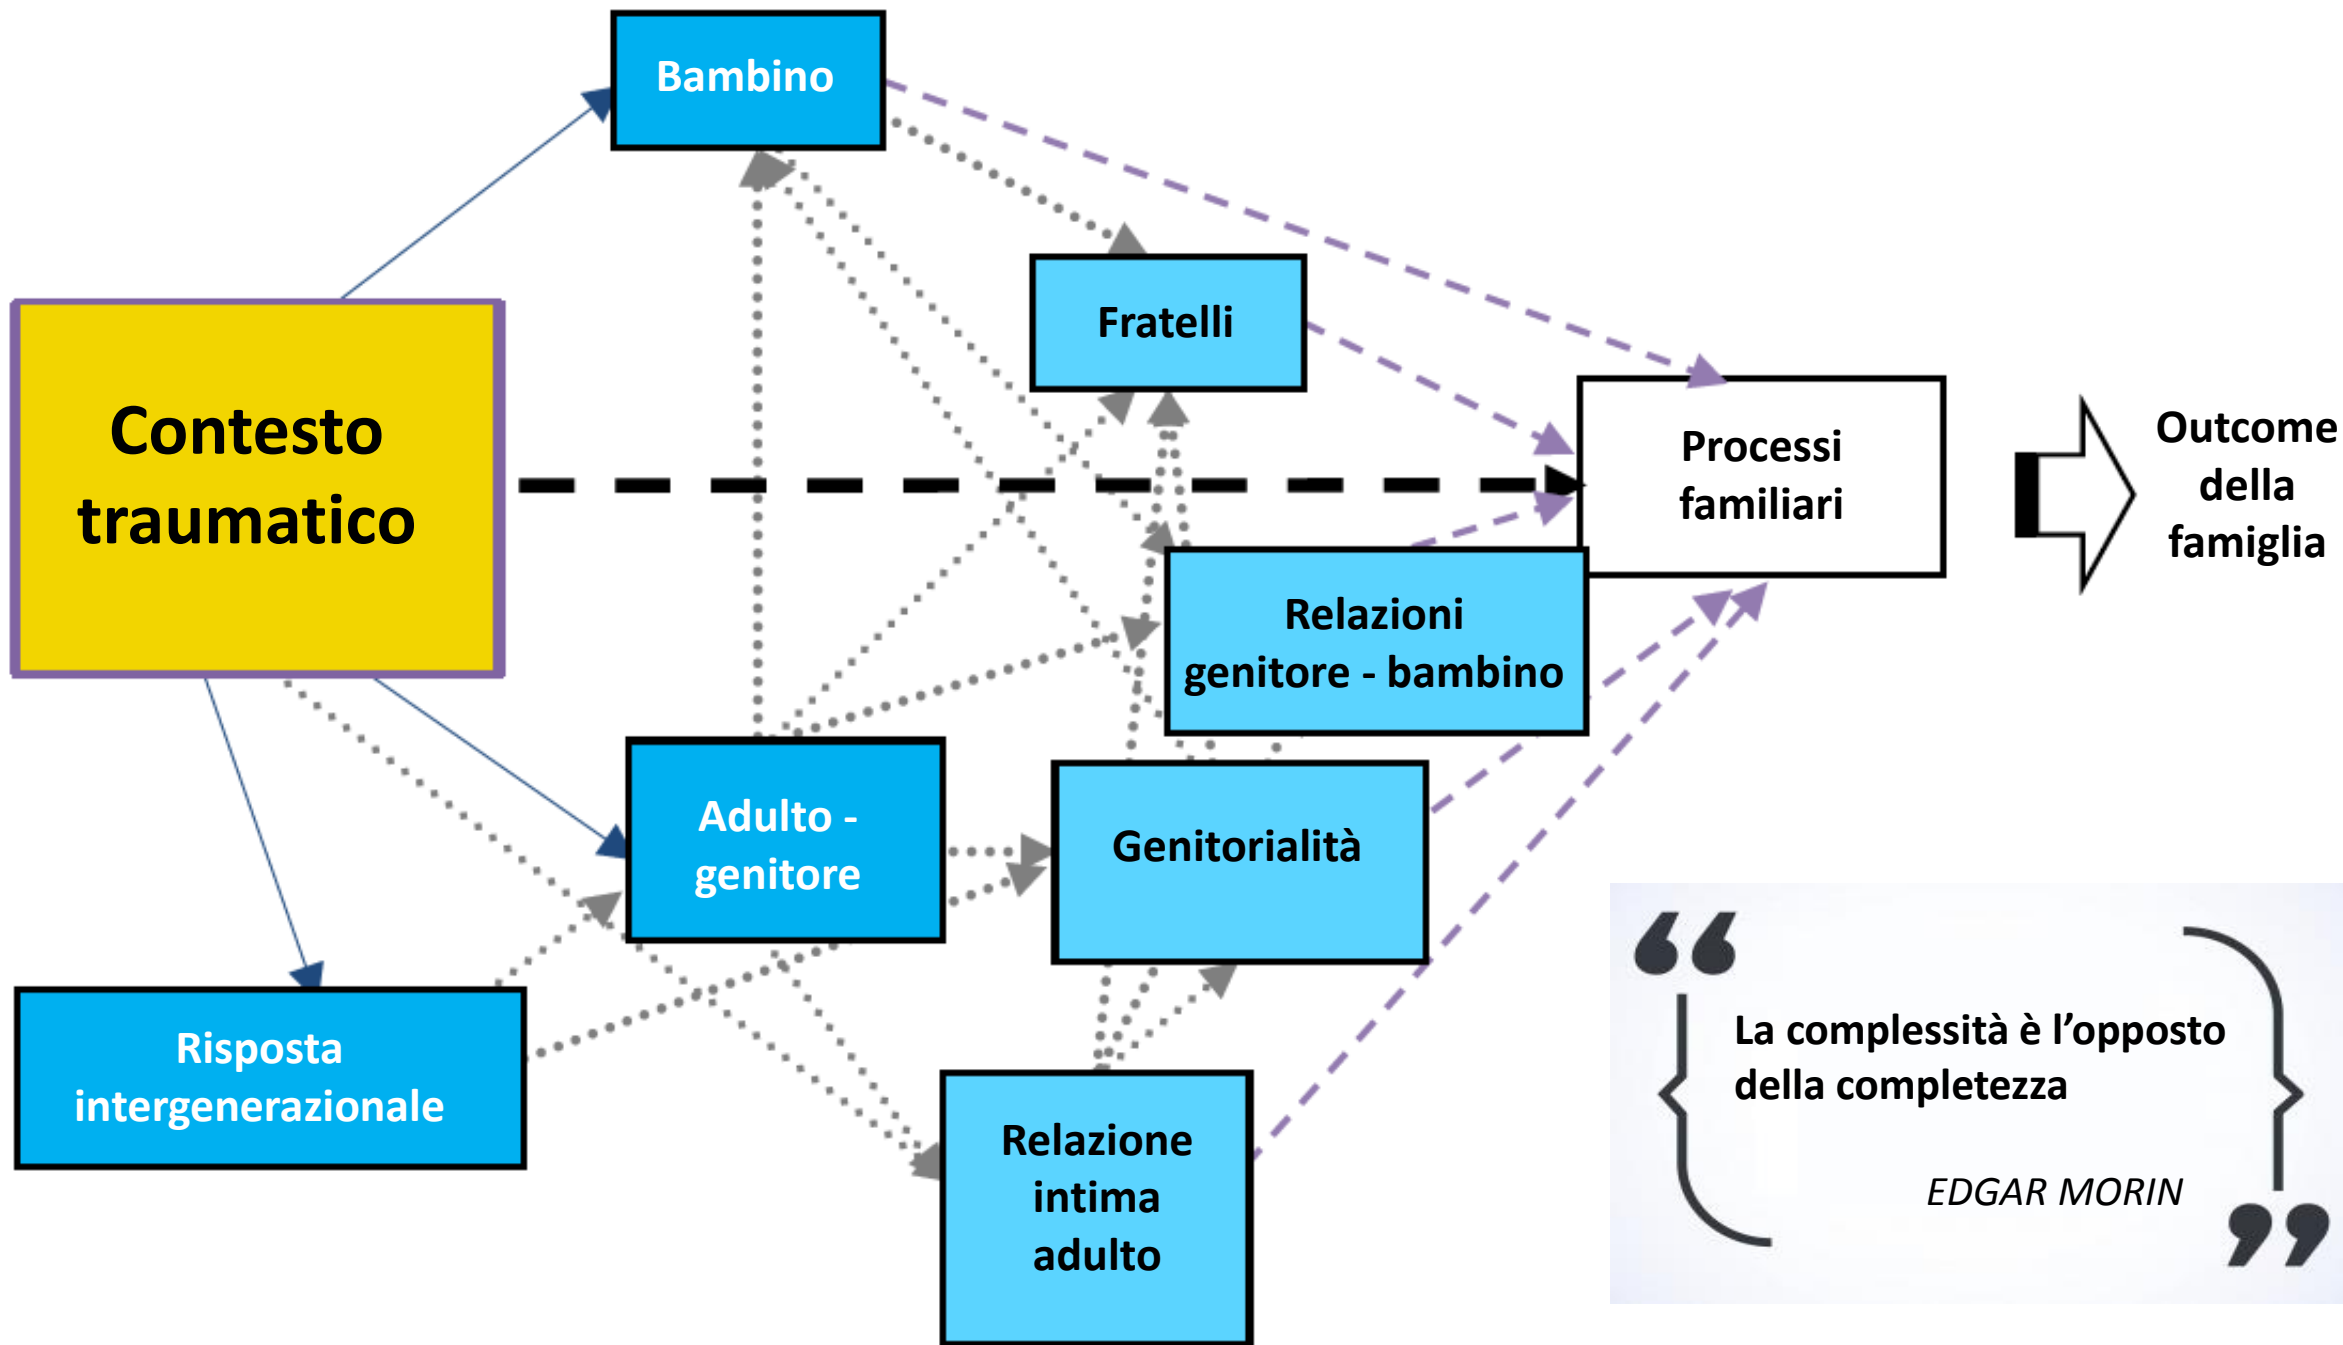 Bambino
Fratelli
Contesto
traumatico
Processi
familiari
Outcome
della
famiglia
Relazioni
genitore - bambino
Adulto -
genitore
Genitorialità
Risposta
intergenerazionale
Relazione
intima
adulto
“
La complessità è l’opposto
della completezza
EDGAR MORIN
”